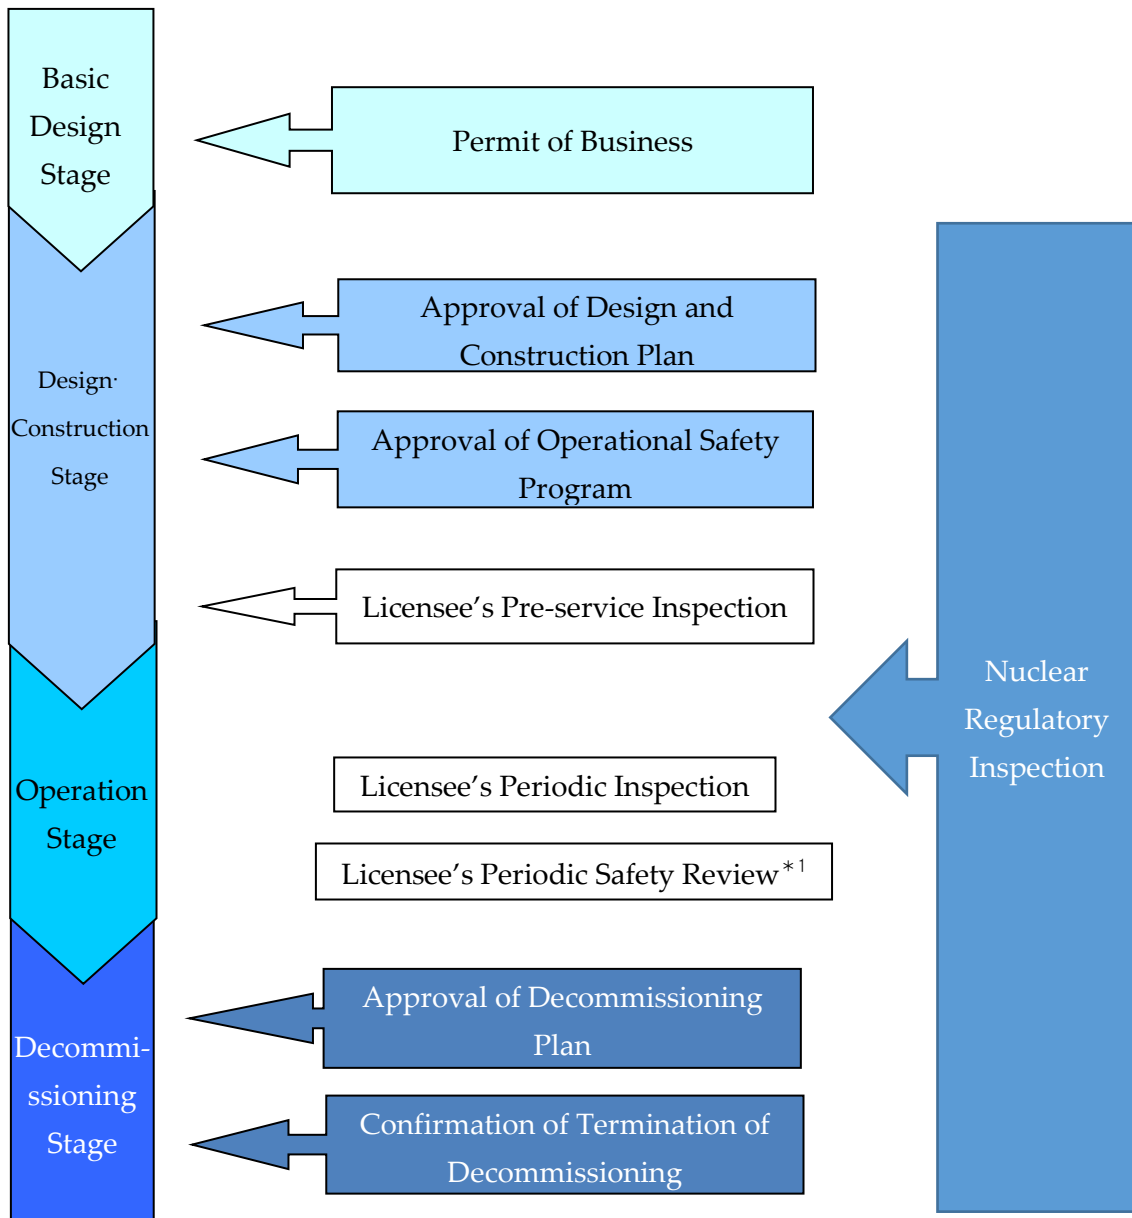 Basic
Design
Stage
Permit of Business
Approval of Design and
Construction Plan
Design·
Construction
Stage
Approval of Operational Safety
Program
Licensee’s Pre-service Inspection
Nuclear
Regulatory
Inspection
Operation
Stage
Licensee’s Periodic Inspection
Licensee’s Periodic Safety Review*1
Approval of Decommissioning
Plan
Decommi-
ssioning
Stage
Confirmation of Termination of
Decommissioning